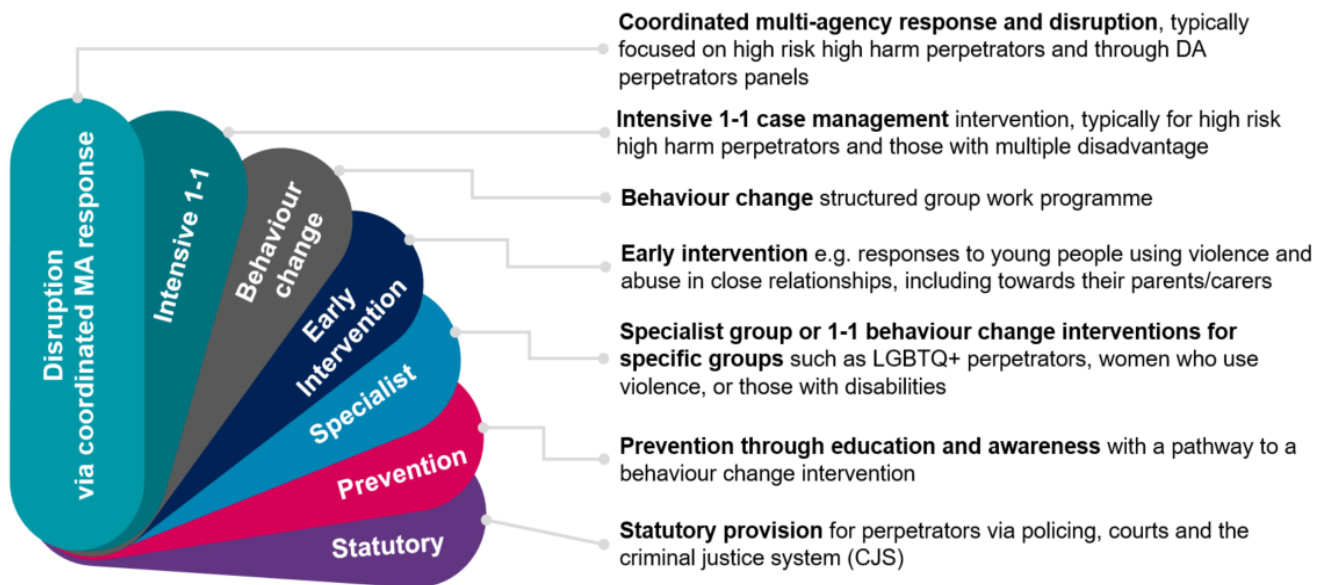 Disruption
via coordinated MA response
Intensive 1-1
Behaviour
change
Early
Intervention
Specialist
Prevention
Statutory
Coordinated multi-agency response and disruption, typically
focused on high risk high harm perpetrators and through DA
perpetrators panels
Intensive 1-1 case management intervention, typically for high risk
high harm perpetrators and those with multiple disadvantage
Behaviour change structured group work programme
Early intervention e.g. responses to young people using violence and
abuse in close relationships, including towards their parents/carers
Specialist group or 1-1 behaviour change interventions for
specific groups such as LGBTQ+ perpetrators, women who use
violence, or those with disabilities
Prevention through education and awareness with a pathway to a
behaviour change intervention
Statutory provision for perpetrators via policing, courts and the
criminal justice system (CJS)